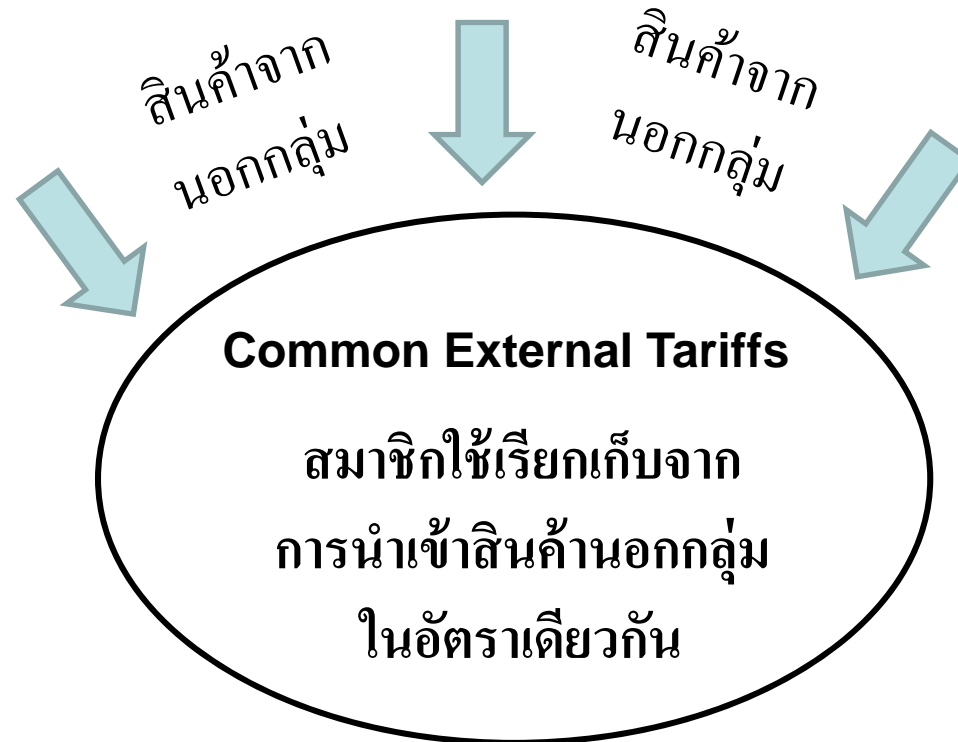 สินค้าจาก
นอกกลุ่ม
สินค้าจาก
นอกกลุ่ม
Common External Tariffs
สมาชิกใช้เรียกเก็บจาก
การนำเข้าสินค้านอกกลุ่ม
ในอัตราเดียวกัน